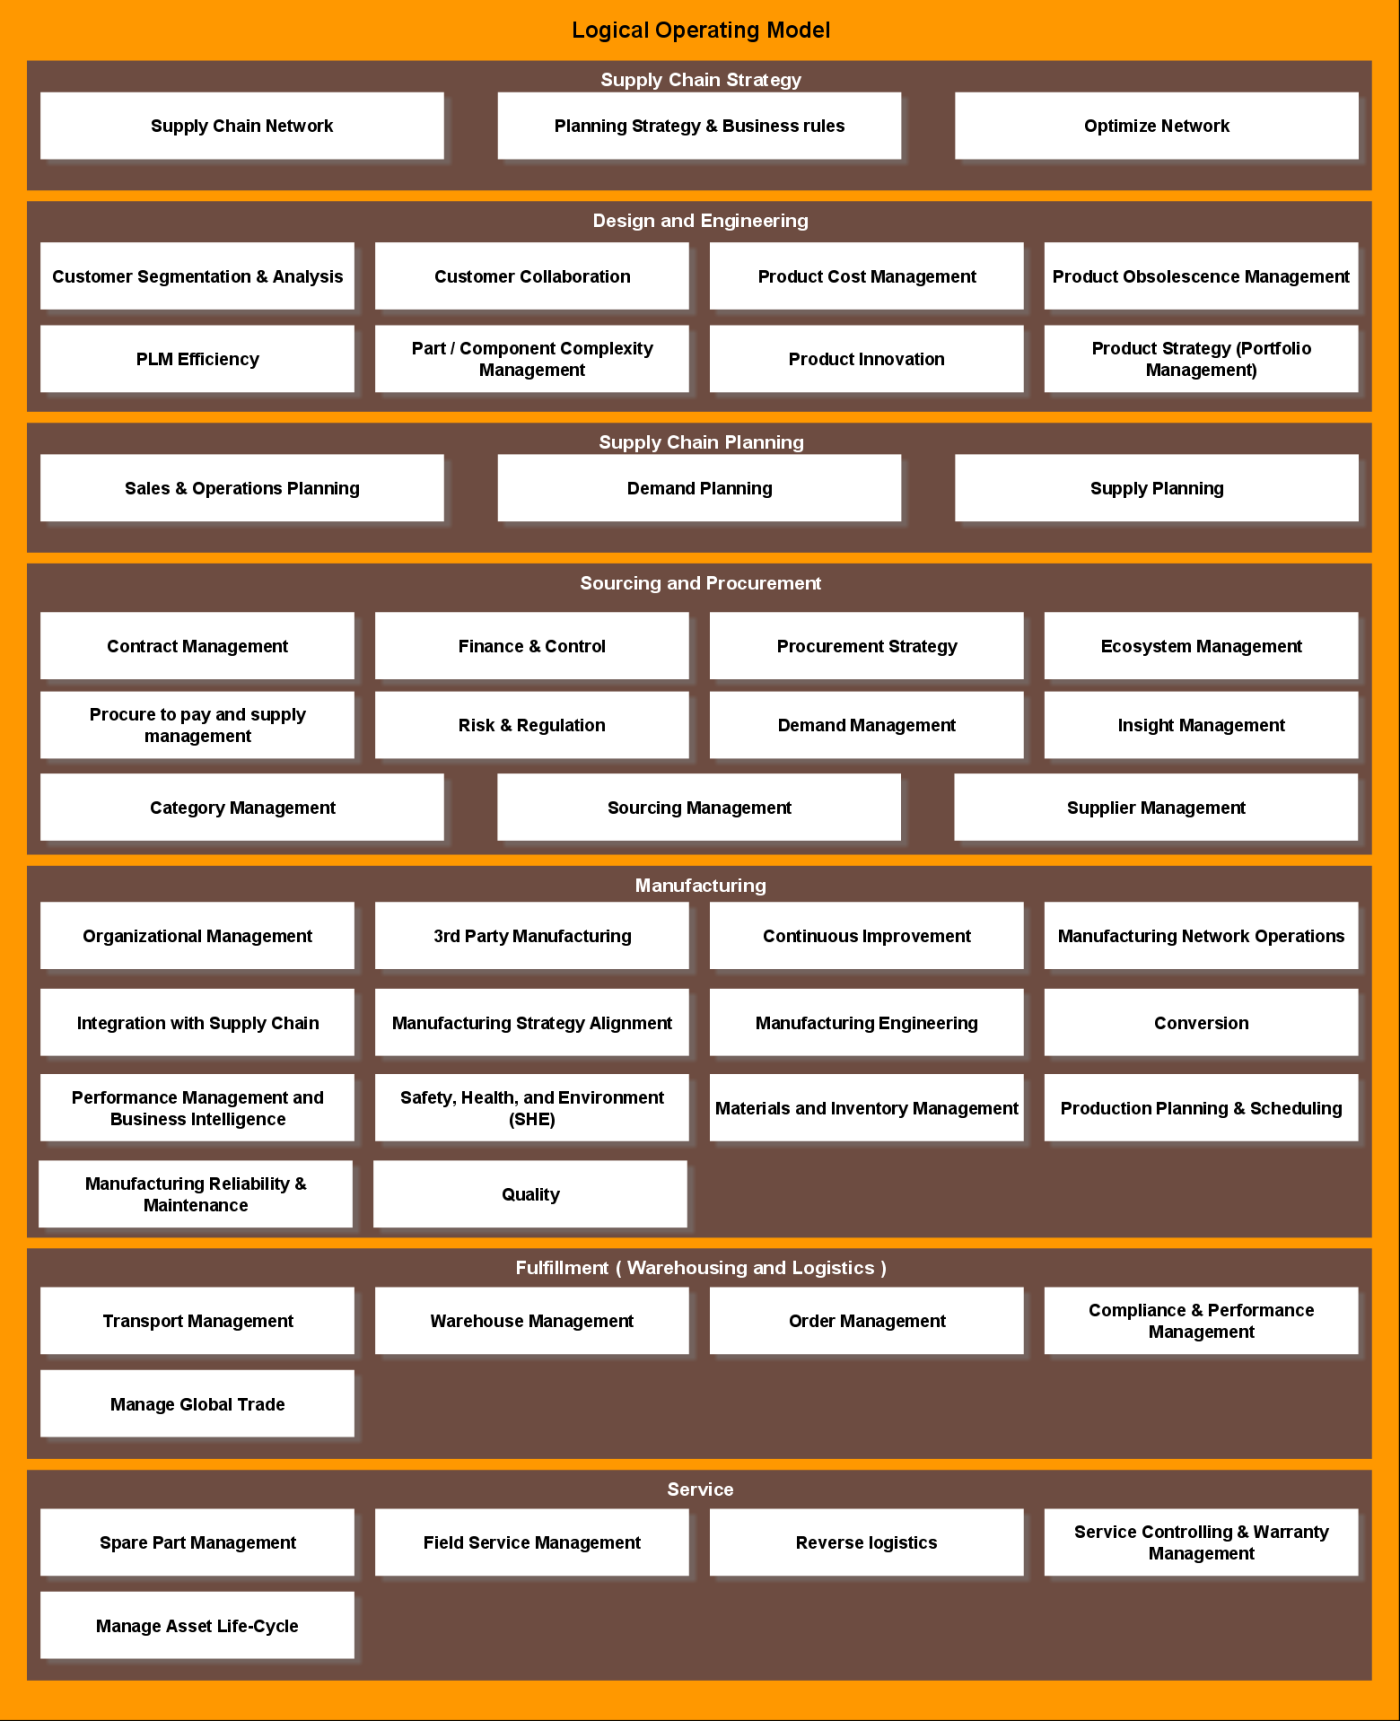 Logical Operating Model
Supply Chain Strategy
Supply Chain Network
Planning Strategy & Business rules
Optimize Network
Design and Engineering
Customer Segmentation & Analysis
Customer Collaboration
Product Cost Management
Product Obsolescence Management
PLM Efficiency
Part / Component Complexity
Management
Product Innovation
Product Strategy (Portfolio
Management)
Supply Chain Planning
Sales & Operations Planning
Demand Planning
Supply Planning
Sourcing and Procurement
Contract Management
Finance & Control
Procurement Strategy
Ecosystem Management
Procure to pay and supply
management
Risk & Regulation
Demand Management
Insight Management
Category Management
Sourcing Management
Supplier Management
Manufacturing
Organizational Management
3rd Party Manufacturing
Continuous Improvement
Manufacturing Network Operations
Integration with Supply Chain
Manufacturing Strategy Alignment
Manufacturing Engineering
Conversion
Performance Management and
Business Intelligence
Safety, Health, and Environment
(SHE)
Materials and Inventory Management
Production Planning & Scheduling
Manufacturing Reliability &
Maintenance
Quality
Fulfillment ( Warehousing and Logistics )
Transport Management
Warehouse Management
Order Management
Compliance & Performance
Management
Manage Global Trade
Service
Spare Part Management
Field Service Management
Reverse logistics
Service Controlling & Warranty
Management
Manage Asset Life-Cycle